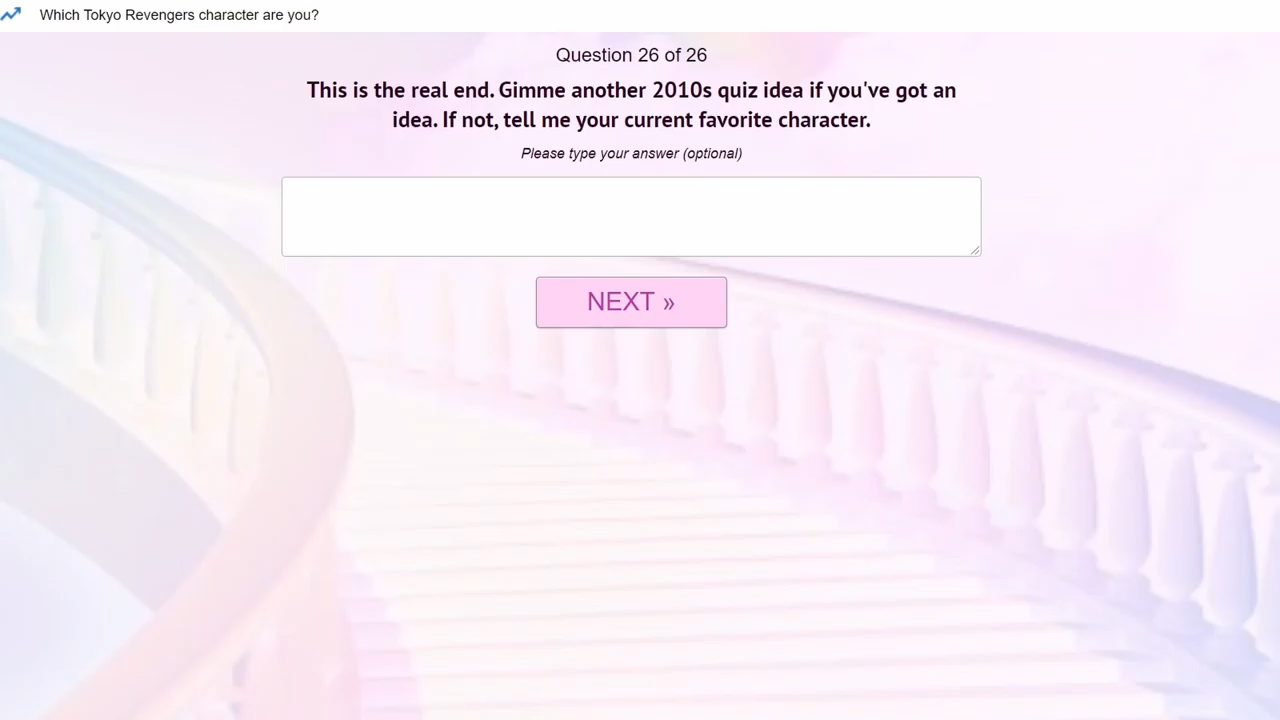 Which Tokyo Revengers character are you?
Question 26 of 26
This is the real end. Gimme another 2010s quiz idea if you've got an
idea. If not, tell me your current favorite character.
Please type your answer (optional)
NEXT »